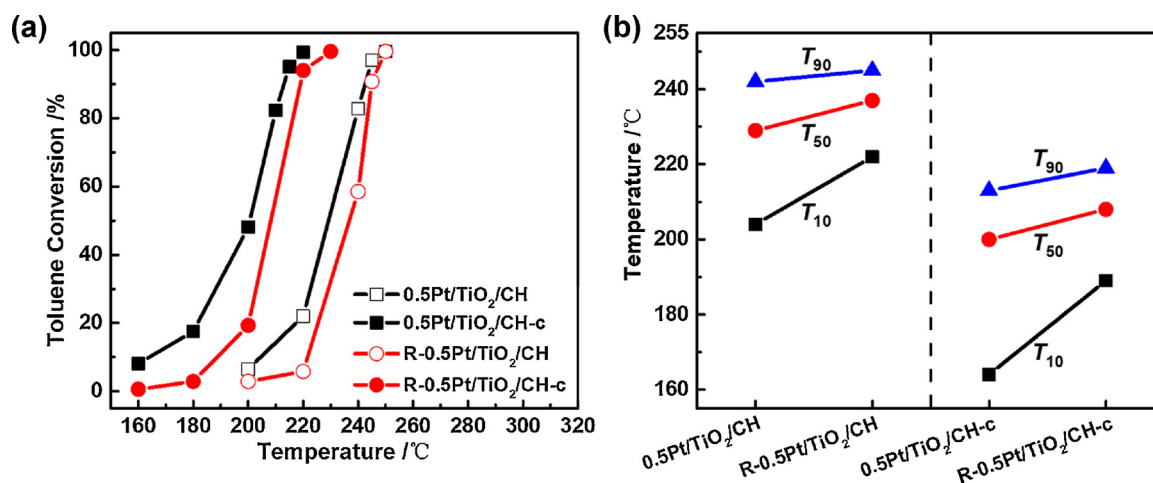 (a)
100
80
60
40
20
0
Toluene Conversion /%
160 180 200 220 240 260 280 300 320
Temperature /℃
0.5Pt/TiO₂/CH
0.5Pt/TiO₂/CH-c
R-0.5Pt/TiO₂/CH
R-0.5Pt/TiO₂/CH-c
(b)
255
240
220
200
180
160
Temperature /℃
T₉₀
T₅₀
T₁₀
T₉₀
T₅₀
T₁₀
0.5Pt/TiO₂/CH
R-0.5Pt/TiO₂/CH
0.5Pt/TiO₂/CH-c
R-0.5Pt/TiO₂/CH-c